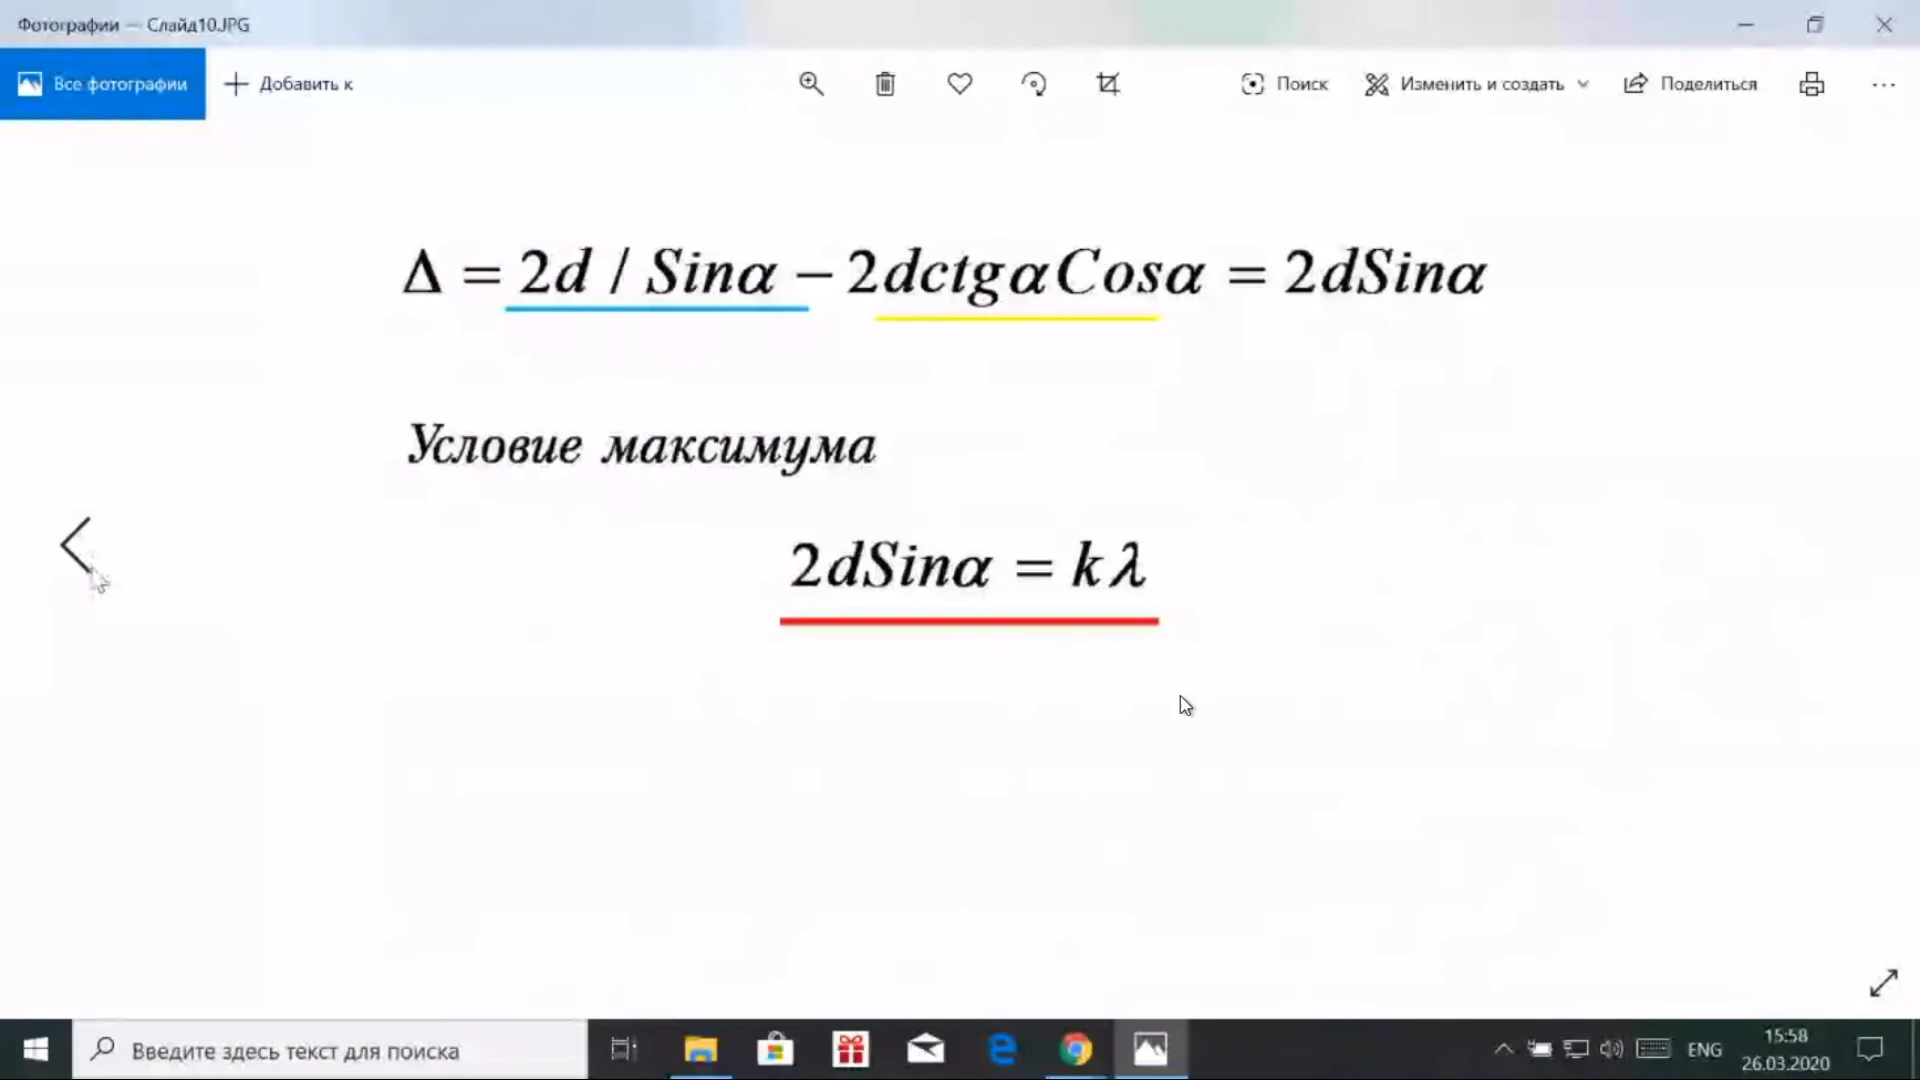 Фотографии — Слайд10.JPG
Все фотографии
Добавить к
Поиск
Изменить и создать
Поделиться
Δ = 2d / Sinα − 2dctgαCosα = 2dSinα
Условие максимума
2dSinα = kλ
Введите здесь текст для поиска
ENG
15:58
26.03.2020